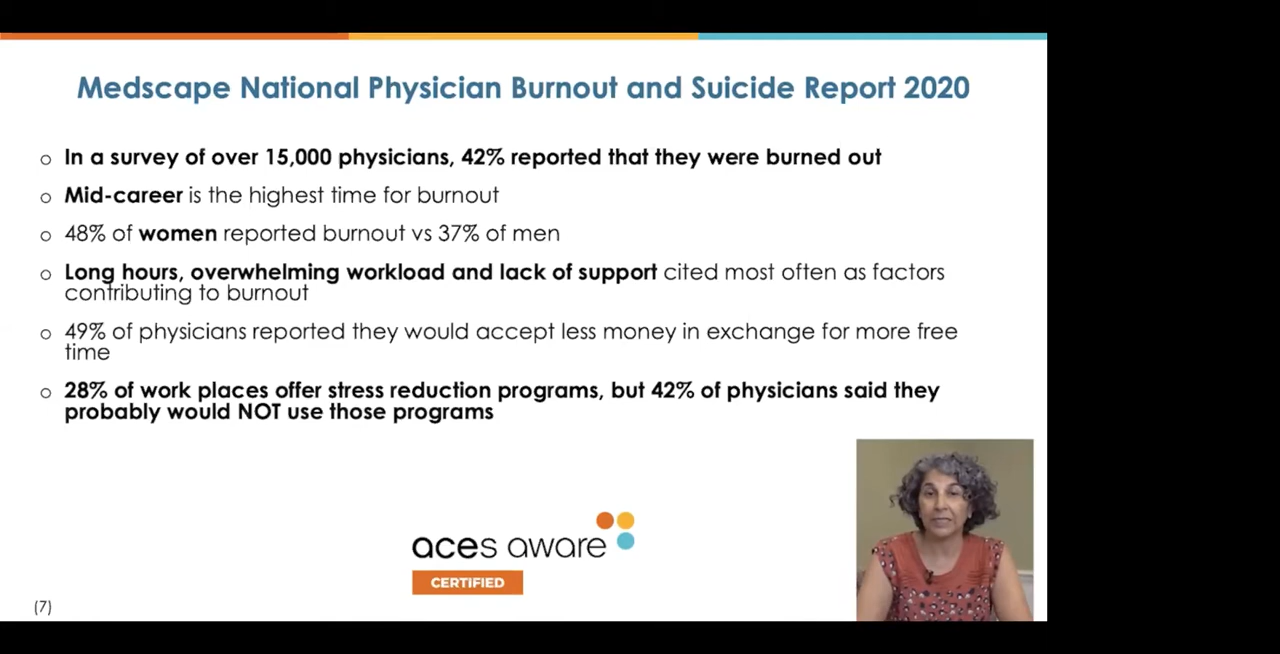 Medscape National Physician Burnout and Suicide Report 2020
o In a survey of over 15,000 physicians, 42% reported that they were burned out
o Mid-career is the highest time for burnout
o 48% of women reported burnout vs 37% of men
o Long hours, overwhelming workload and lack of support cited most often as factors
contributing to burnout
o 49% of physicians reported they would accept less money in exchange for more free
time
o 28% of work places offer stress reduction programs, but 42% of physicians said they
probably would NOT use those programs
aces aware
CERTIFIED
(7)